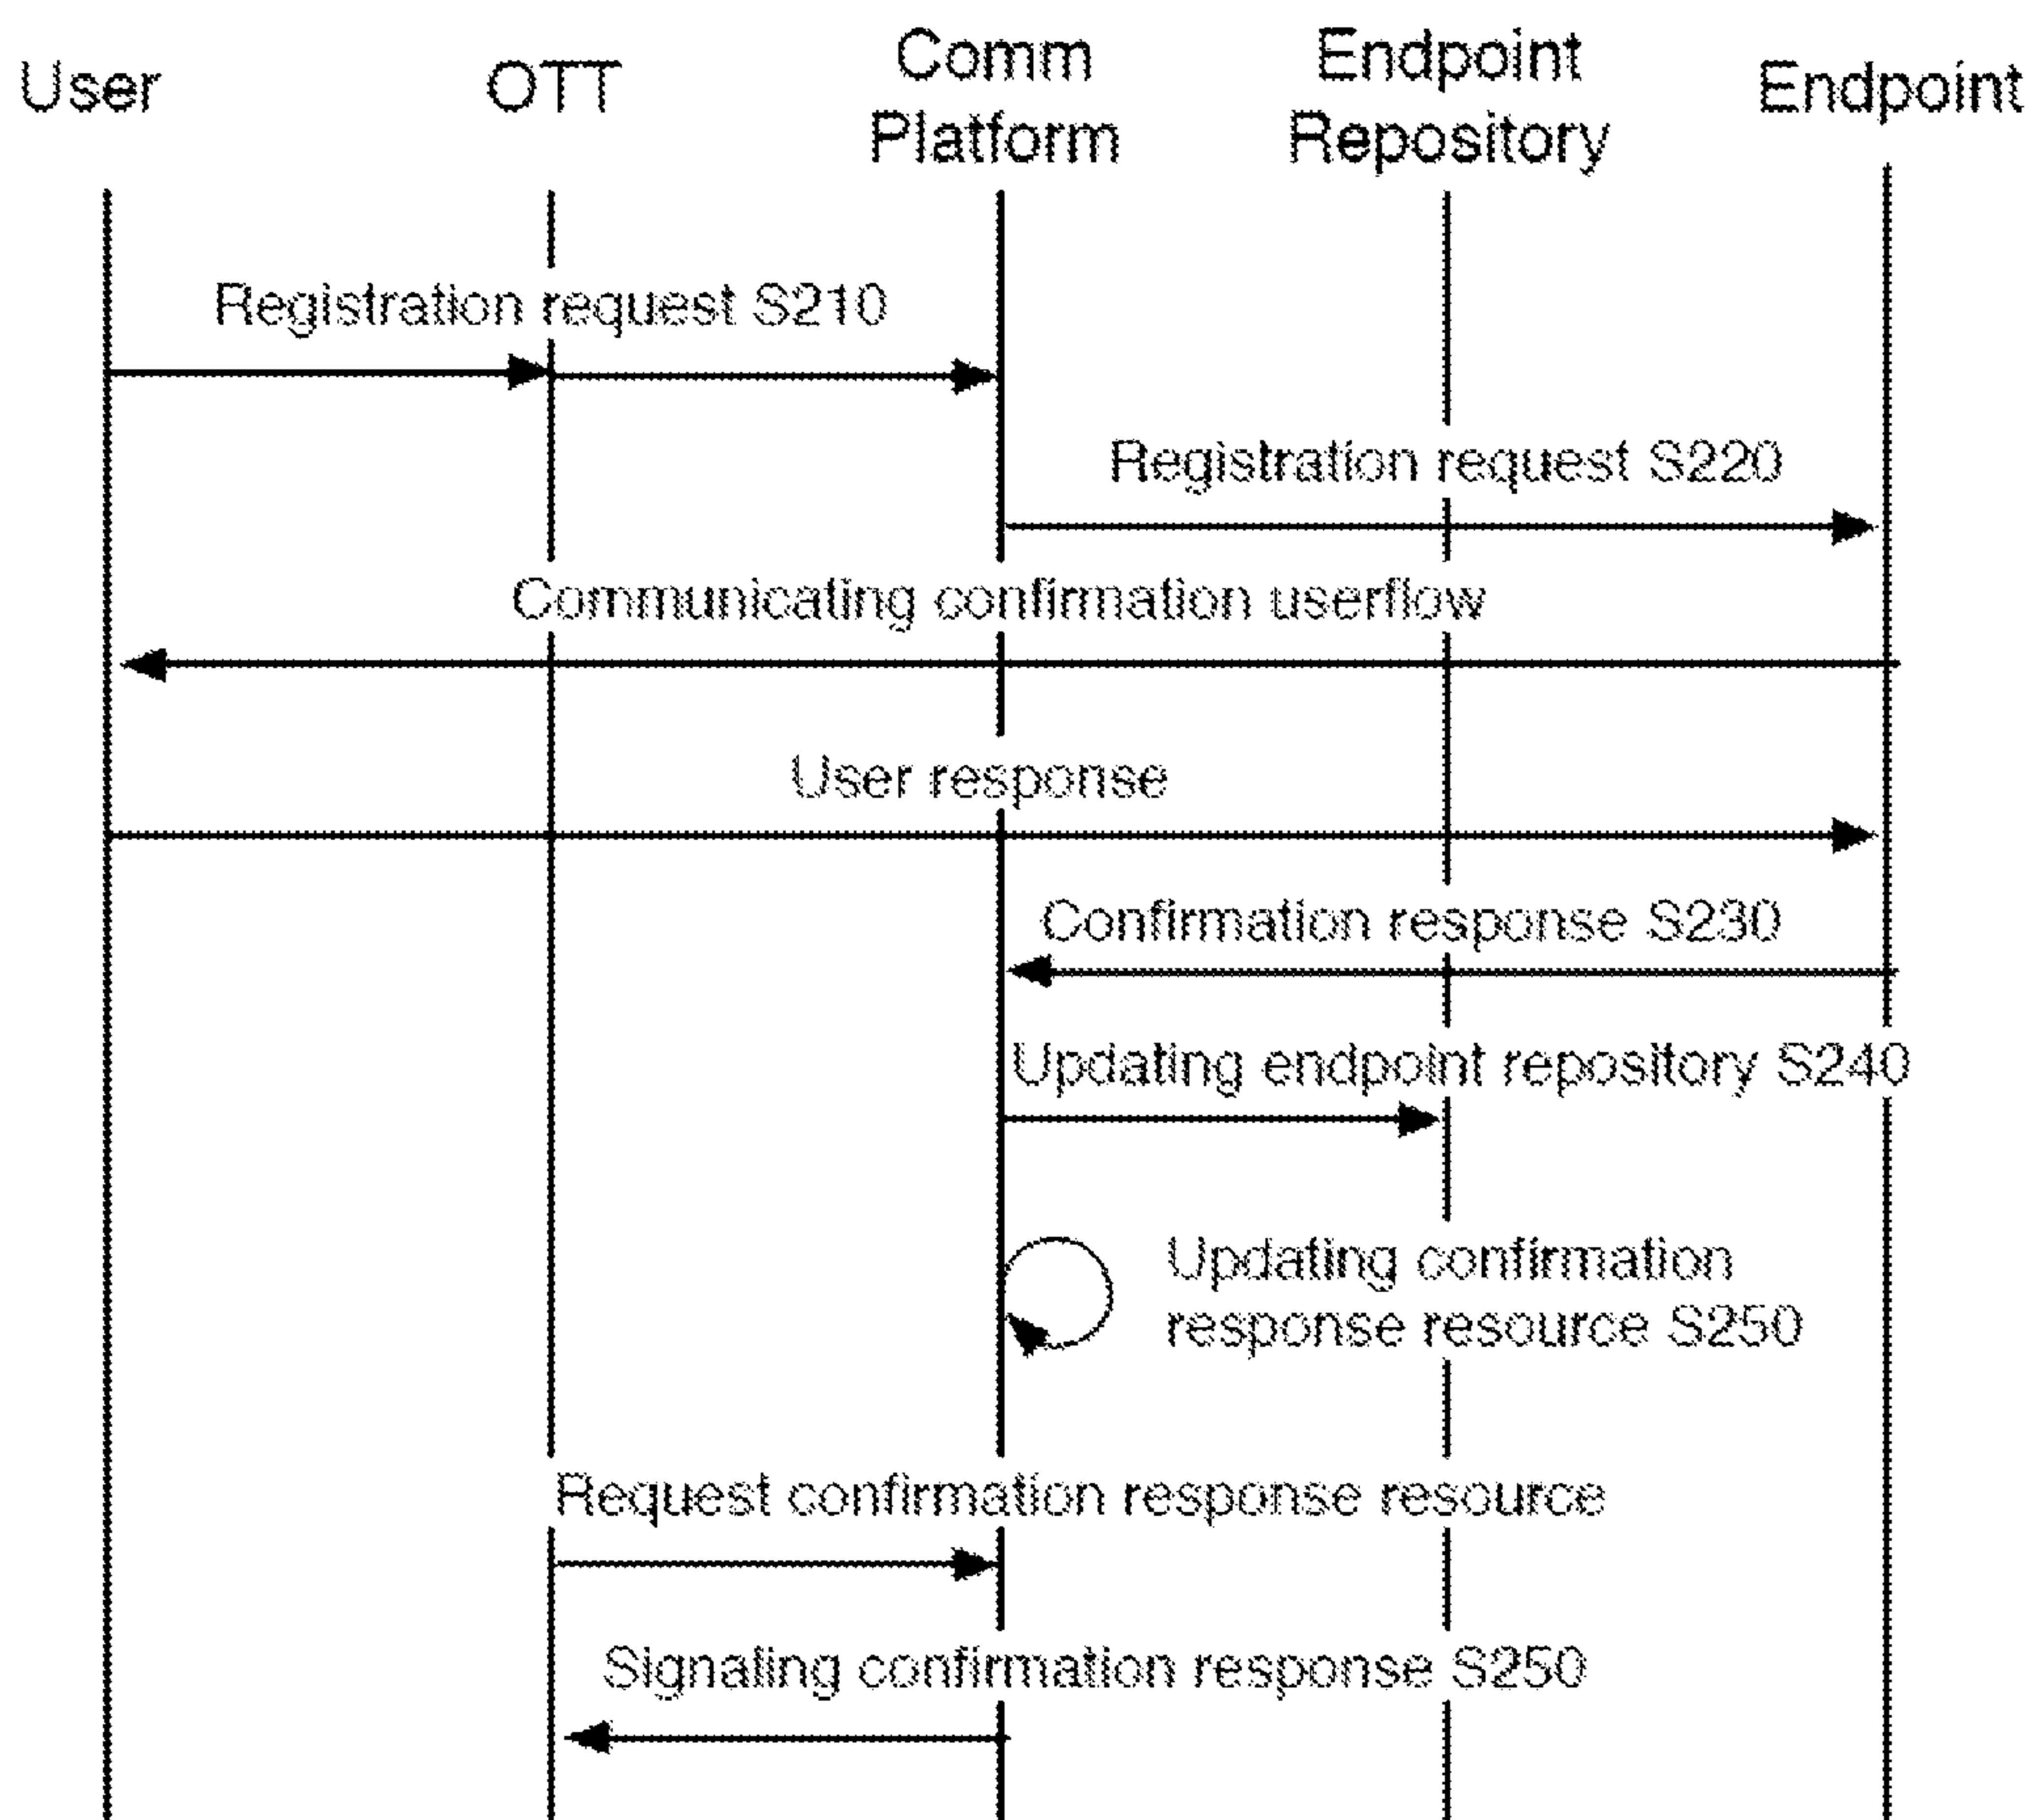 User
OTT
Comm
Platform
Endpoint
Repository
Endpoint
Registration request S210
Registration request S220
Communicating confirmation userflow
User response
Confirmation response S230
Updating endpoint repository S240
Updating confirmation
response resource S250
Request confirmation response resource
Signaling confirmation response S250